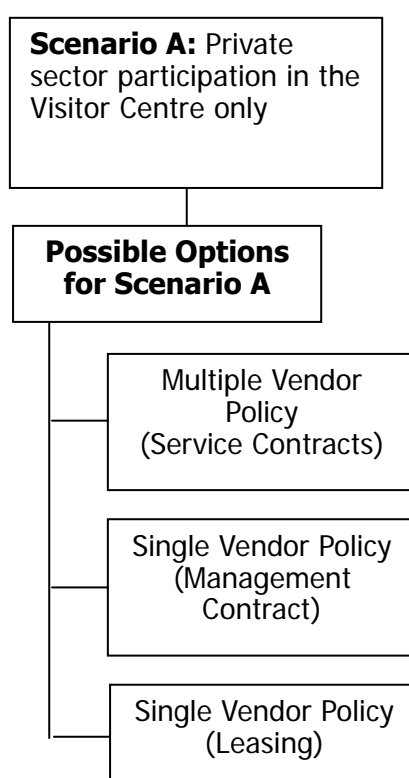 Scenario A: Private
sector participation in the
Visitor Centre only
Possible Options
for Scenario A
Multiple Vendor
Policy
(Service Contracts)
Single Vendor Policy
(Management
Contract)
Single Vendor Policy
(Leasing)